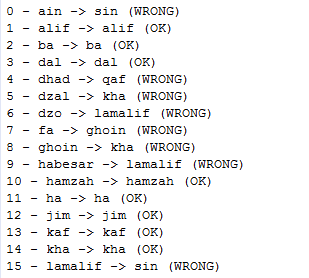 0 - ain -> sin (WRONG)
1 - alif -> alif (OK)
2 - ba -> ba (OK)
3 - dal -> dal (OK)
4 - dhad -> qaf (WRONG)
5 - dzal -> kha (WRONG)
6 - dzo -> lamalif (WRONG)
7 - fa -> ghoin (WRONG)
8 - ghoin -> kha (WRONG)
9 - habesar -> lamalif (WRONG)
10 - hamzah -> hamzah (OK)
11 - ha -> ha (OK)
12 - jim -> jim (OK)
13 - kaf -> kaf (OK)
14 - kha -> kha (OK)
15 - lamalif -> sin (WRONG)